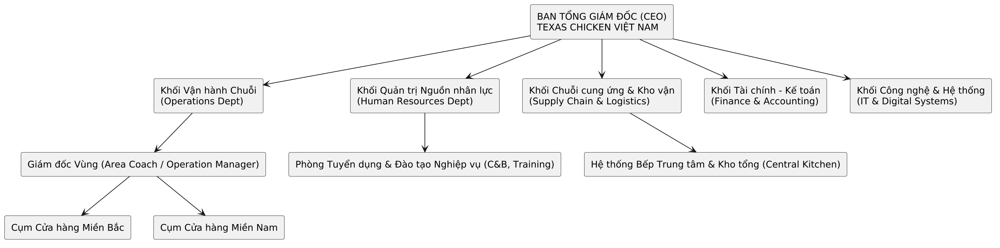 BAN TỔNG GIÁM ĐỐC (CEO)
TEXAS CHICKEN VIỆT NAM
Khối Vận hành Chuỗi
(Operations Dept)
Khối Quản trị Nguồn nhân lực
(Human Resources Dept)
Khối Chuỗi cung ứng & Kho vận
(Supply Chain & Logistics)
Khối Tài chính - Kế toán
(Finance & Accounting)
Khối Công nghệ & Hệ thống
(IT & Digital Systems)
Giám đốc Vùng (Area Coach / Operation Manager)
Phòng Tuyển dụng & Đào tạo Nghiệp vụ (C&B, Training)
Hệ thống Bếp Trung tâm & Kho tổng (Central Kitchen)
Cụm Cửa hàng Miền Bắc
Cụm Cửa hàng Miền Nam